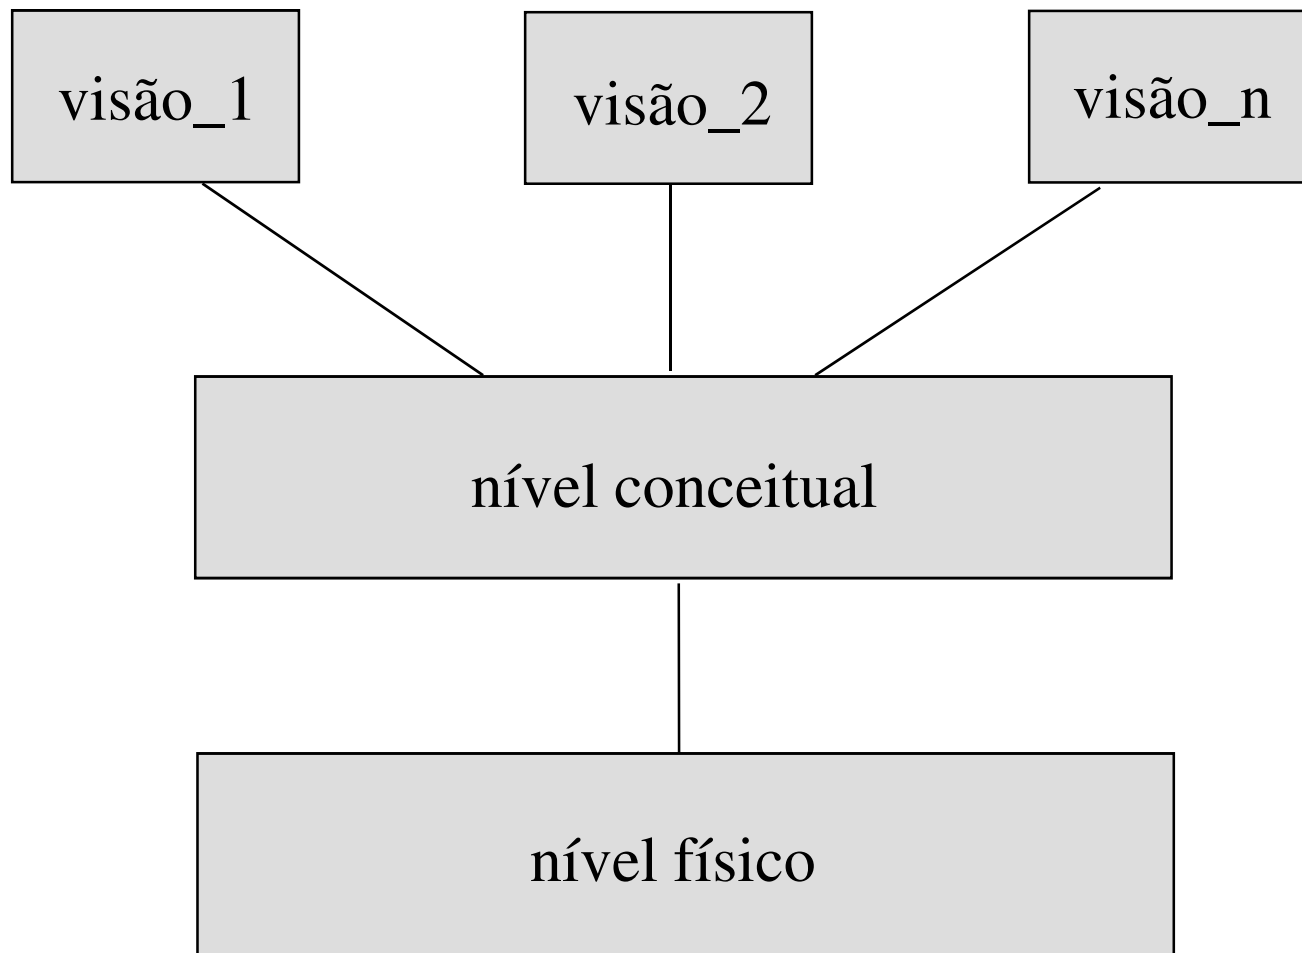 visão_1
visão_2
visão_n
nível conceitual
nível físico